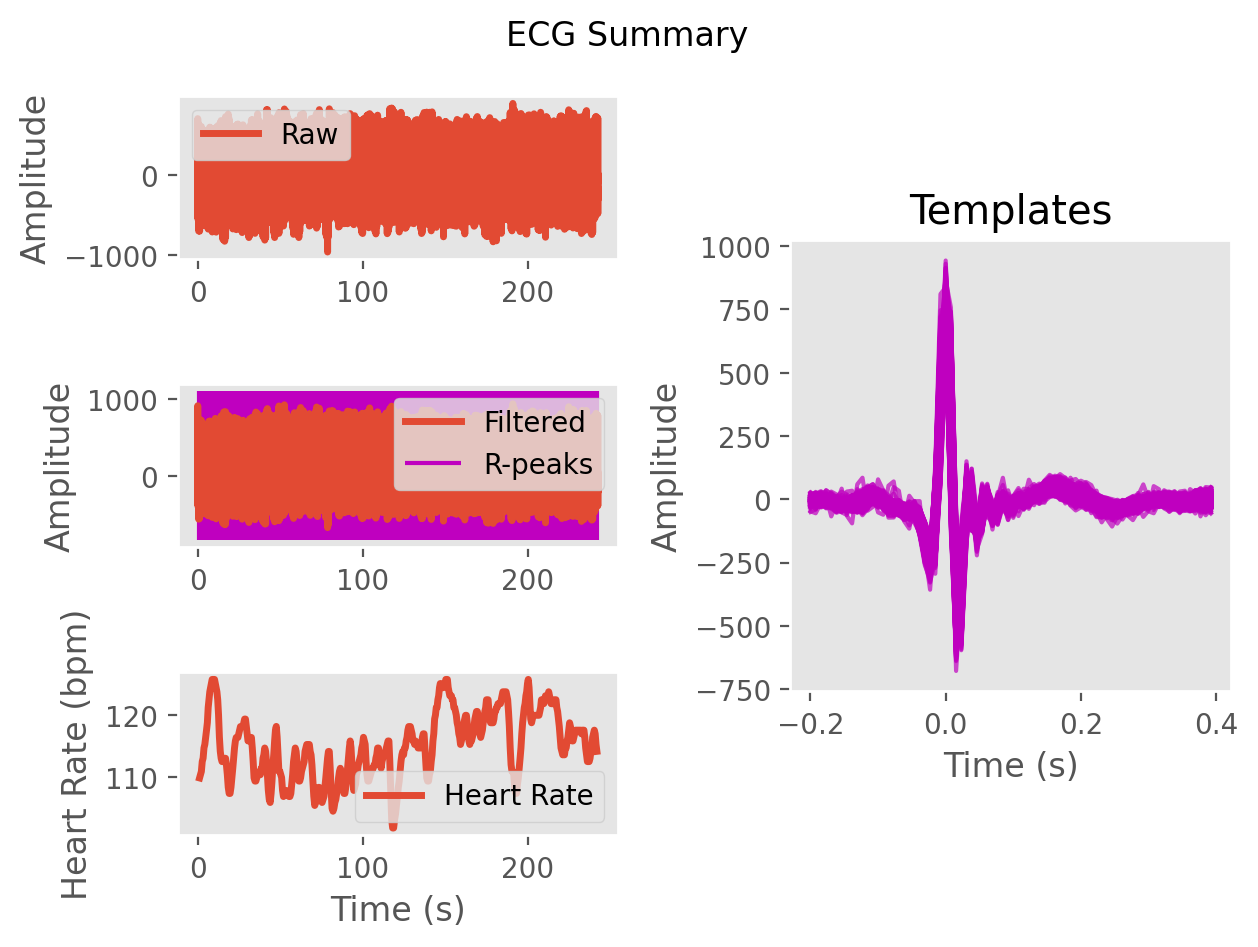 ECG Summary
Amplitude
0
−1000
Raw
0 100 200
Amplitude
1000
0
Filtered
R-peaks
0 100 200
Heart Rate (bpm)
120
110
Heart Rate
0 100 200
Time (s)
Templates
Amplitude
1000
750
500
250
0
−250
−500
−750
−0.2 0.0 0.2 0.4
Time (s)